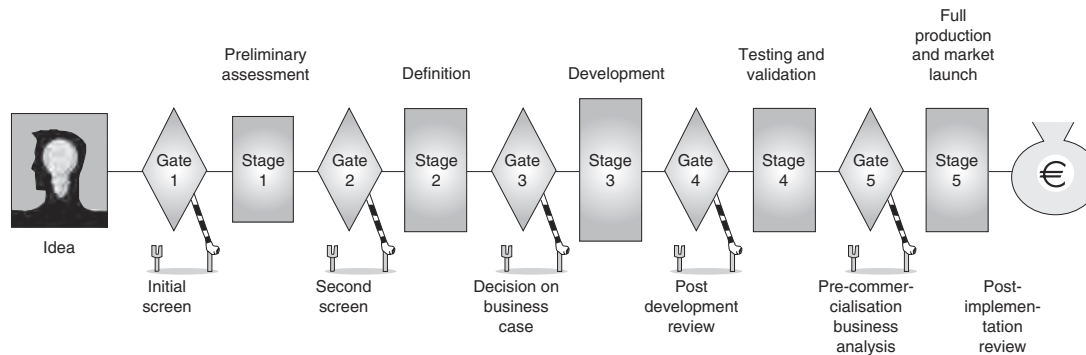 Full
production
and market
launch
Preliminary
assessment
Definition
Development
Testing and
validation
Gate
1
Stage
1
Gate
2
Stage
2
Gate
3
Stage
3
Gate
4
Stage
4
Gate
5
Stage
5
€
Idea
Initial
screen
Second
screen
Decision on
business
case
Post
development
review
Pre-commer-
cialisation
business
analysis
Post-
implemen-
tation
review